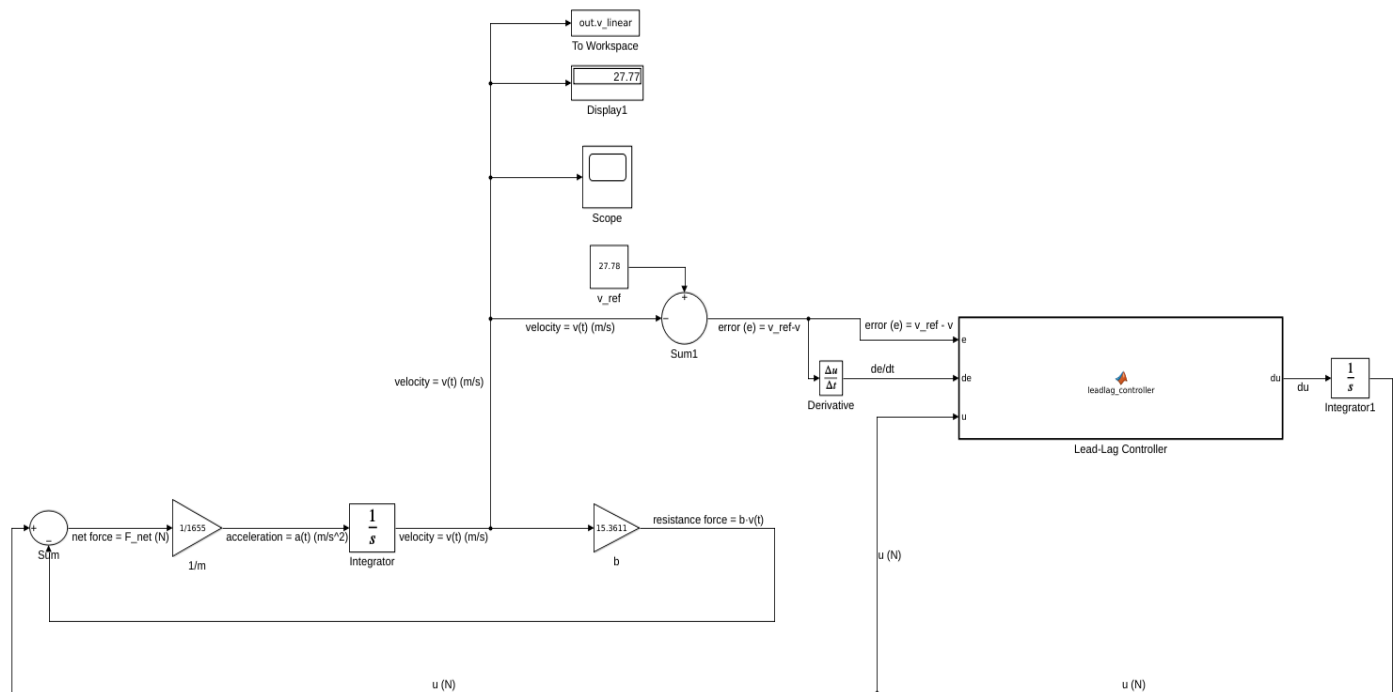 out.v_linear
To Workspace
27.77
Display1
Scope
27.78
v_ref
+
−
velocity = v(t) (m/s)
Sum1
error (e) = v_ref-v
error (e) = v_ref - v
e
Δu
Δt
Derivative
de/dt
de
u
leadlag_controller
du
Lead-Lag Controller
du
1
s
Integrator1
velocity = v(t) (m/s)
+
−
Sum
net force = F_net (N)
1/1655
1/m
acceleration = a(t) (m/s^2)
1
s
Integrator
velocity = v(t) (m/s)
15.3611
b
resistance force = b·v(t)
u (N)
u (N)
u (N)